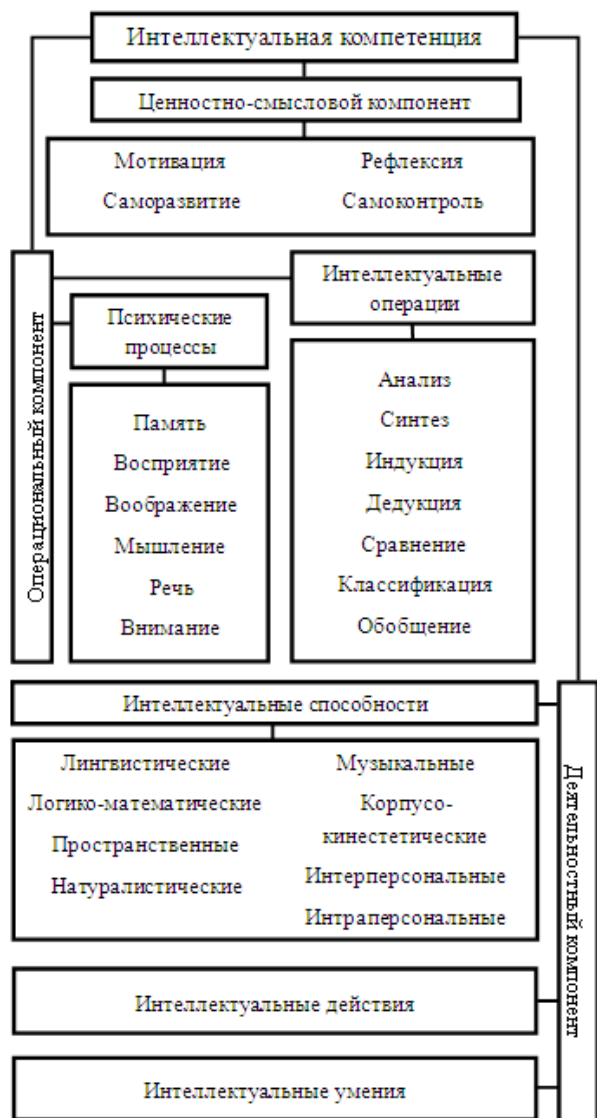 Интеллектуальная компетенция
Ценностно-смысловой компонент
Мотивация
Рефлексия
Саморазвитие
Самоконтроль
Операциональный компонент
Психические
процессы
Память
Восприятие
Воображение
Мышление
Речь
Внимание
Интеллектуальные
операции
Анализ
Синтез
Индукция
Дедукция
Сравнение
Классификация
Обобщение
Деятельностный компонент
Интеллектуальные способности
Лингвистические
Логико-математические
Пространственные
Натуралистические
Музыкальные
Корпусо-
кинестетические
Интерперсональные
Интраперсональные
Интеллектуальные действия
Интеллектуальные умения